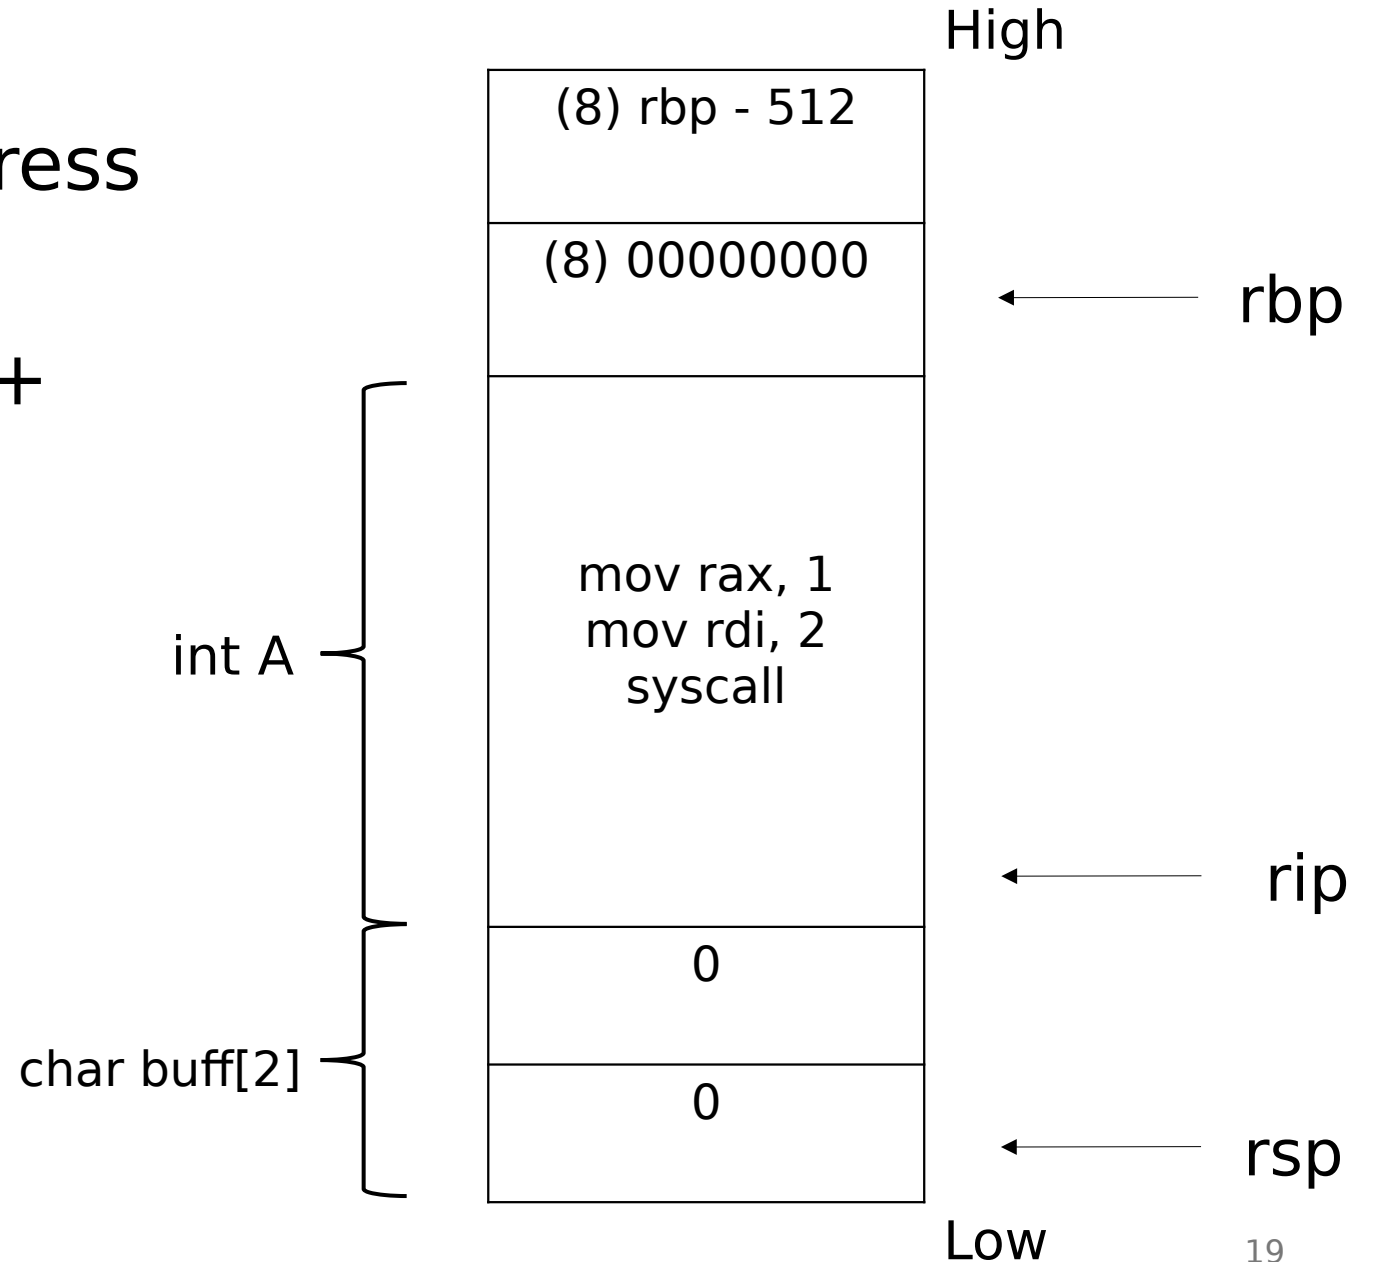 High
(8) rbp - 512
ress
(8) 00000000
rbp
+
mov rax, 1
mov rdi, 2
int A
syscall
rip
0
char buff[2]
0
rsp
Low
19